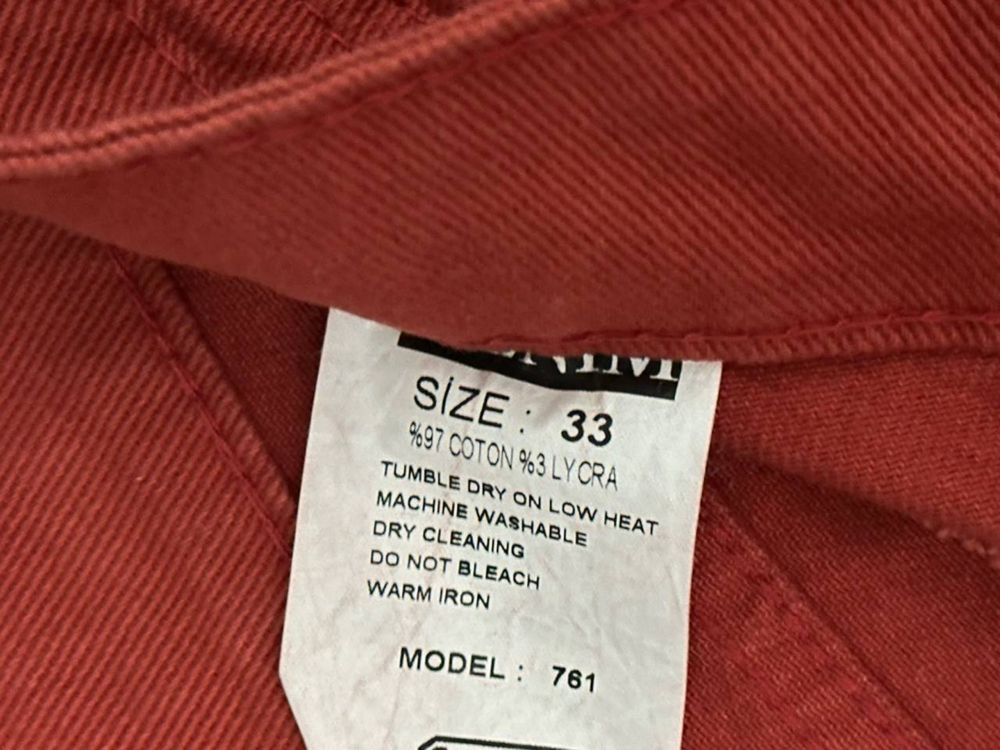 SİZE : 33
%97 COTON %3 LYCRA
TUMBLE DRY ON LOW HEAT
MACHINE WASHABLE
DRY CLEANING
DO NOT BLEACH
WARM IRON
MODEL : 761